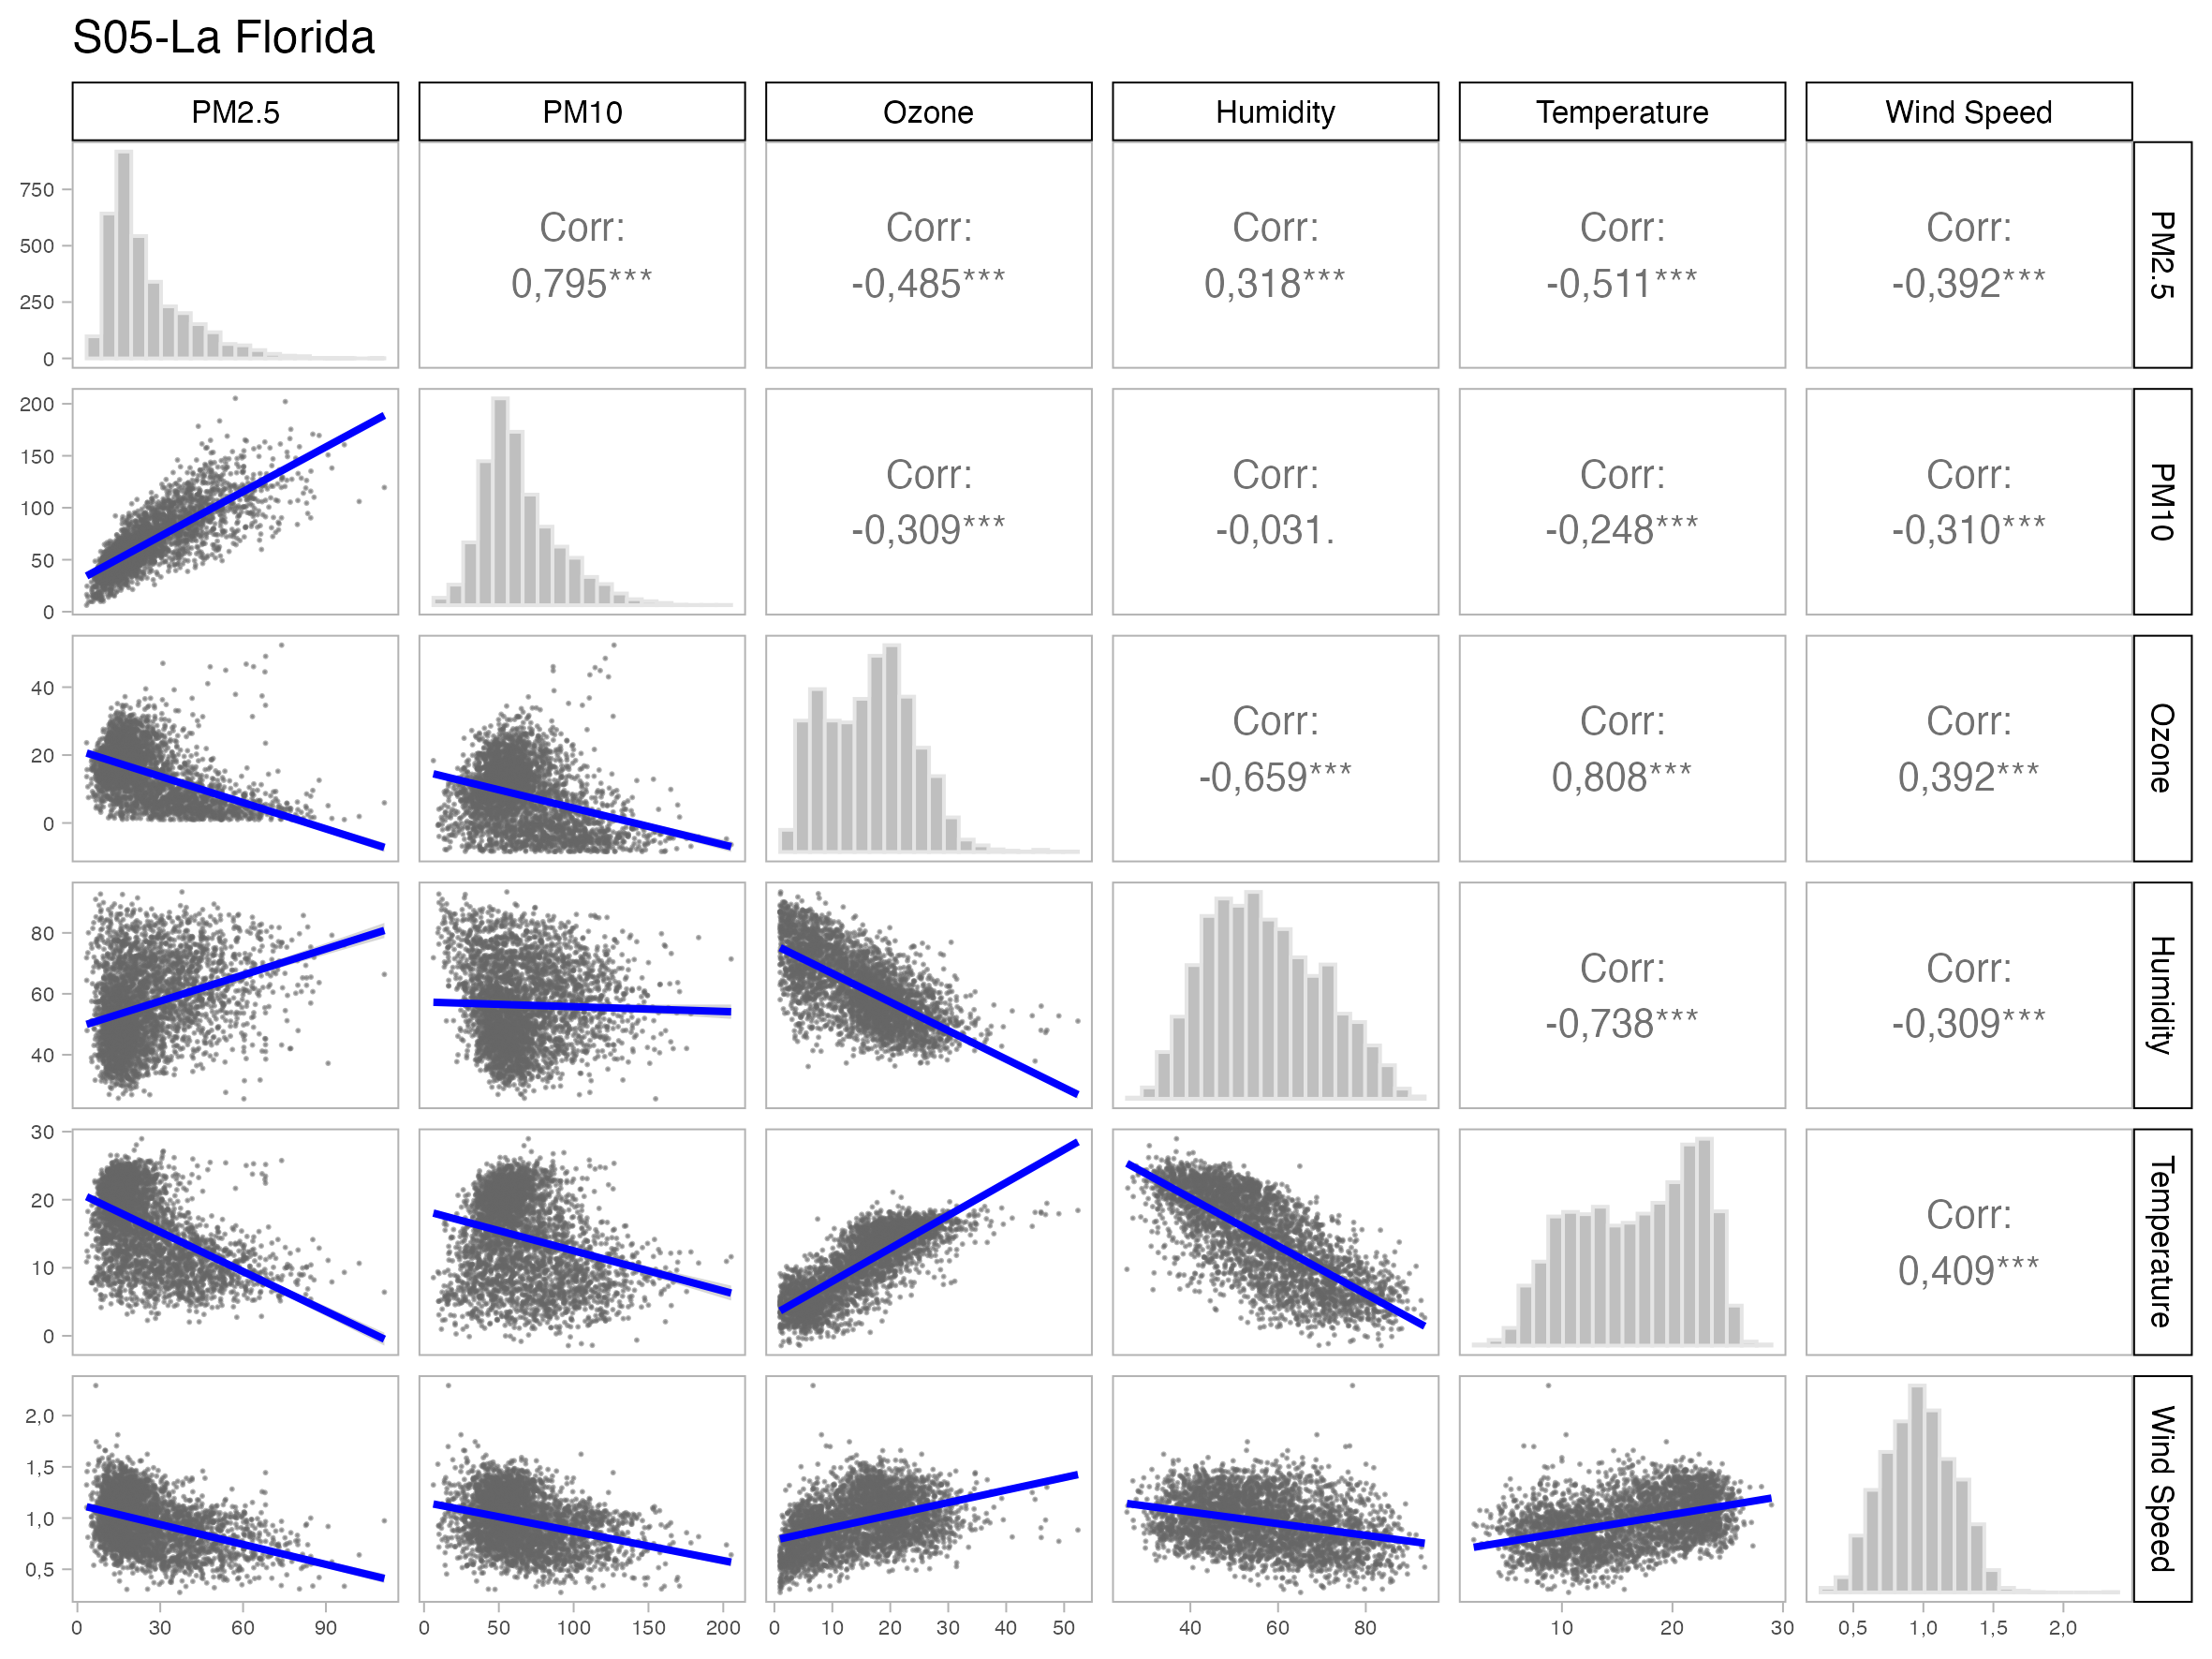 S05-La Florida
PM2.5 PM10 Ozone Humidity Temperature Wind Speed
750
500
250
0
Corr:
0,795***
Corr:
-0,485***
Corr:
0,318***
Corr:
-0,511***
Corr:
-0,392***
PM2.5
200
150
100
50
0
Corr:
-0,309***
Corr:
-0,031.
Corr:
-0,248***
Corr:
-0,310***
PM10
40
20
0
Corr:
-0,659***
Corr:
0,808***
Corr:
0,392***
Ozone
80
60
40
Corr:
-0,738***
Corr:
-0,309***
Humidity
30
20
10
0
Corr:
0,409***
Temperature
2,0
1,5
1,0
0,5
Wind Speed
0 30 60 90 0 50 100 150 200 0 10 20 30 40 50 40 60 80 10 20 30 0,5 1,0 1,5 2,0